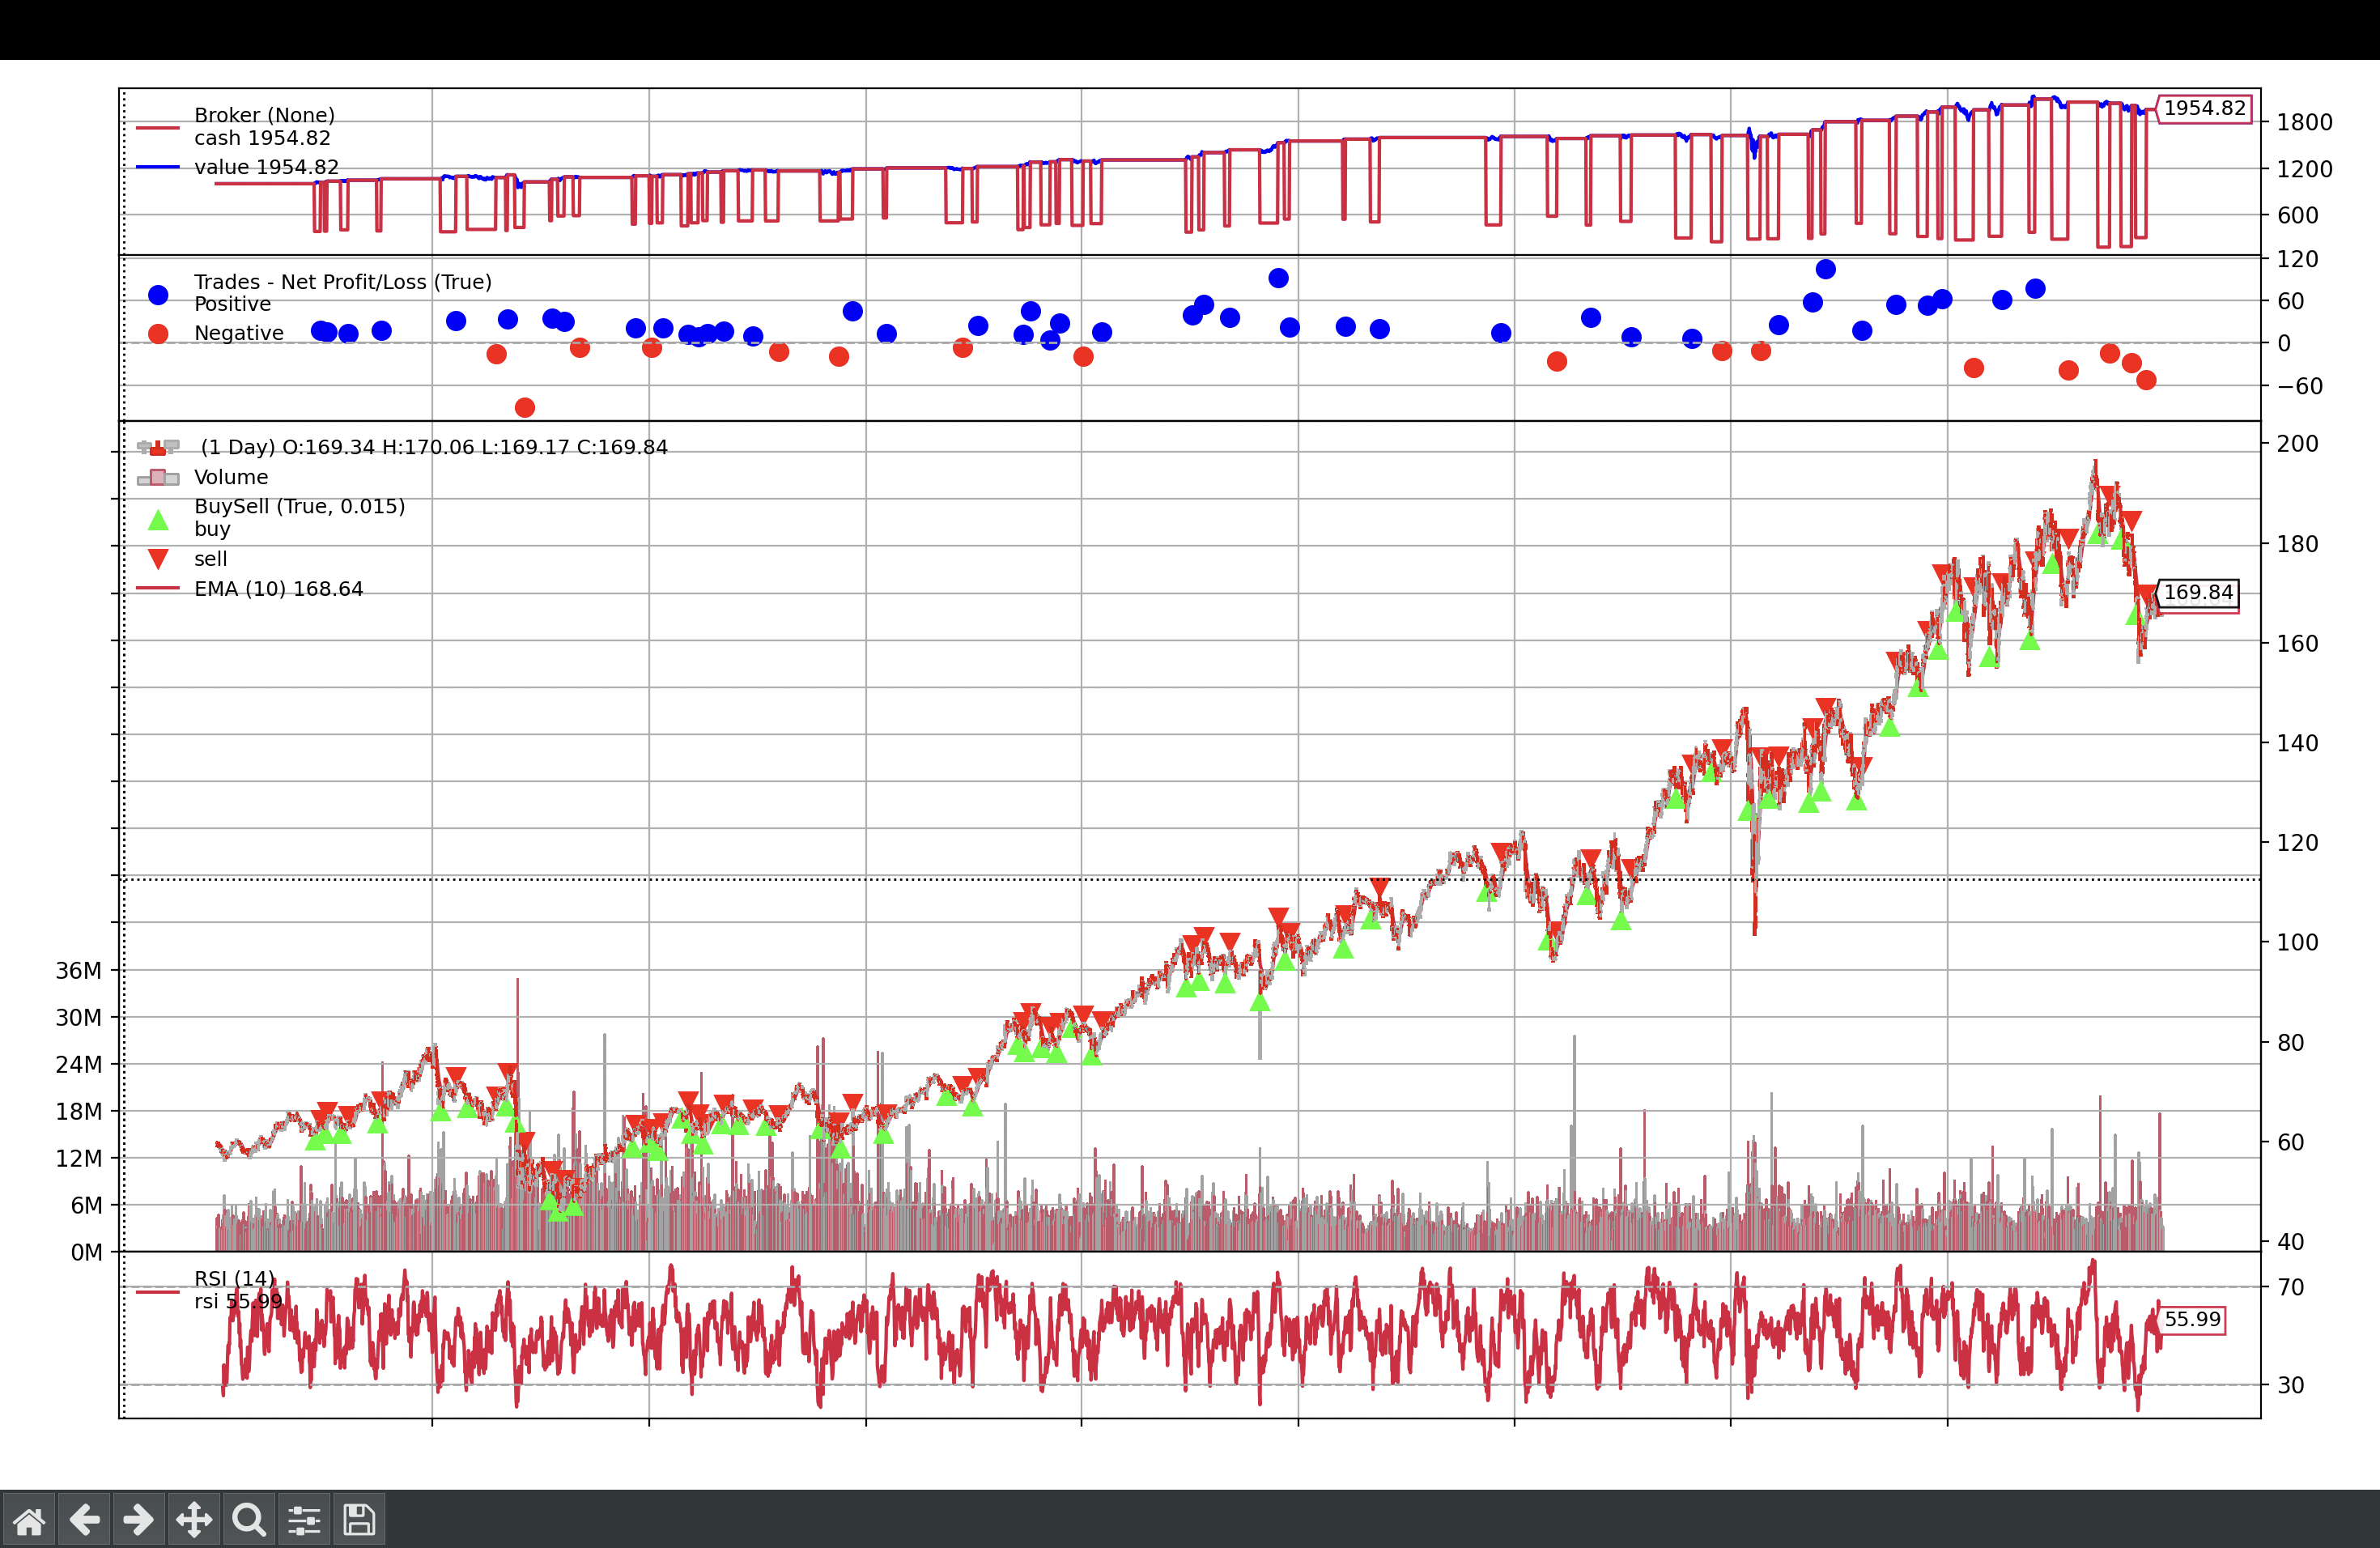 Broker (None)
cash 1954.82
value 1954.82
1954.82
1800
1200
600
Trades - Net Profit/Loss (True)
Positive
Negative
120
60
0
−60
(1 Day) O:169.34 H:170.06 L:169.17 C:169.84
Volume
BuySell (True, 0.015)
buy
sell
EMA (10) 168.64
200
180
169.84
160
140
120
100
80
60
40
36M
30M
24M
18M
12M
6M
0M
RSI (14)
rsi 55.99
70
55.99
30